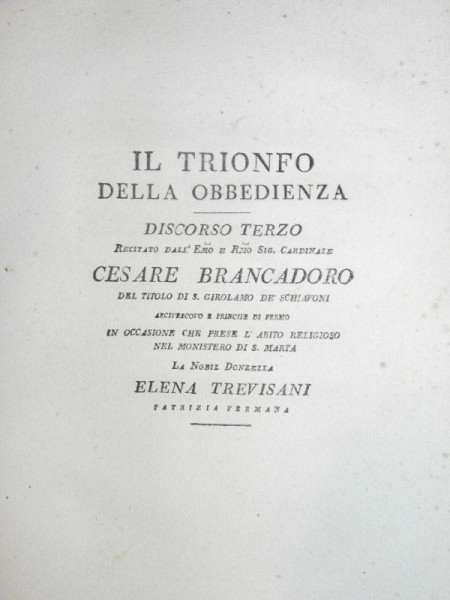 IL TRIONFO
DELLA OBBEDIENZA
DISCORSO TERZO
RECITATO DALL' EMO E RMO SIG. CARDINALE
CESARE BRANCADORO
DEL TITOLO DI S. GIROLAMO DE' SCHIAVONI
ARCIVESCOVO E PRINCIPE DI FERMO
IN OCCASIONE CHE PRESE L' ABITO RELIGIOSO
NEL MONISTERO DI S. MARTA
LA NOBIL DONZELLA
ELENA TREVISANI
PATRIZIA FERMANA